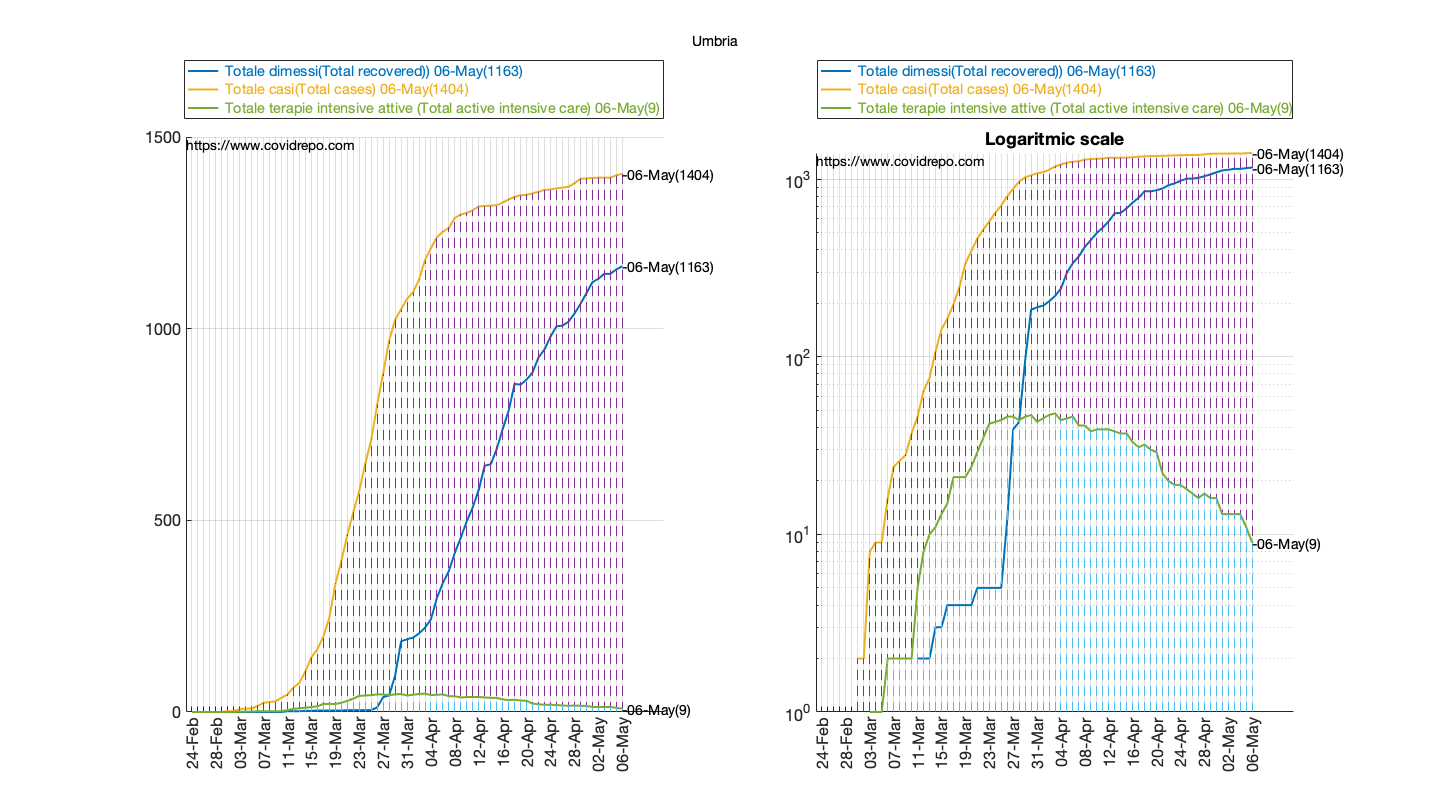 Umbria
Totale dimessi(Total recovered)) 06-May(1163)
Totale casi(Total cases) 06-May(1404)
Totale terapie intensive attive (Total active intensive care) 06-May(9)
https://www.covidrepo.com
1500
1000
500
0
06-May(1404)
06-May(1163)
06-May(9)
24-Feb
28-Feb
03-Mar
07-Mar
11-Mar
15-Mar
19-Mar
23-Mar
27-Mar
31-Mar
04-Apr
08-Apr
12-Apr
16-Apr
20-Apr
24-Apr
28-Apr
02-May
06-May
Totale dimessi(Total recovered)) 06-May(1163)
Totale casi(Total cases) 06-May(1404)
Totale terapie intensive attive (Total active intensive care) 06-May(9)
Logaritmic scale
https://www.covidrepo.com
10^3
10^2
10^1
10^0
06-May(1404)
06-May(1163)
06-May(9)
24-Feb
28-Feb
03-Mar
07-Mar
11-Mar
15-Mar
19-Mar
23-Mar
27-Mar
31-Mar
04-Apr
08-Apr
12-Apr
16-Apr
20-Apr
24-Apr
28-Apr
02-May
06-May